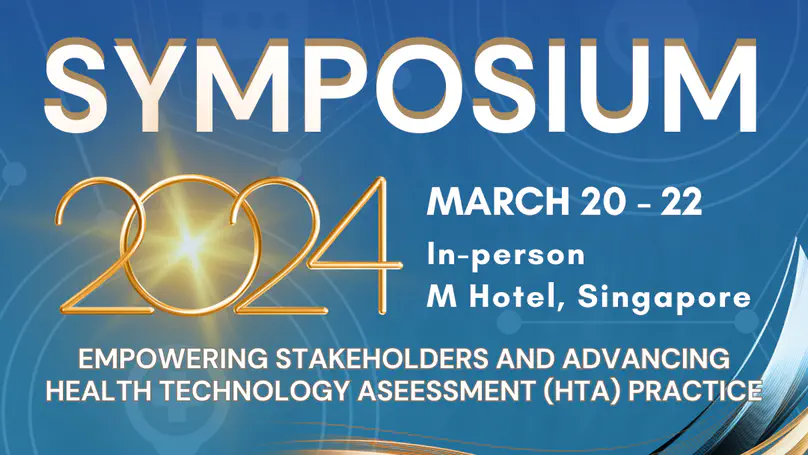 SYMPOSIUM
2024
MARCH 20 - 22
In-person
M Hotel, Singapore
EMPOWERING STAKEHOLDERS AND ADVANCING
HEALTH TECHNOLOGY ASEESSMENT (HTA) PRACTICE